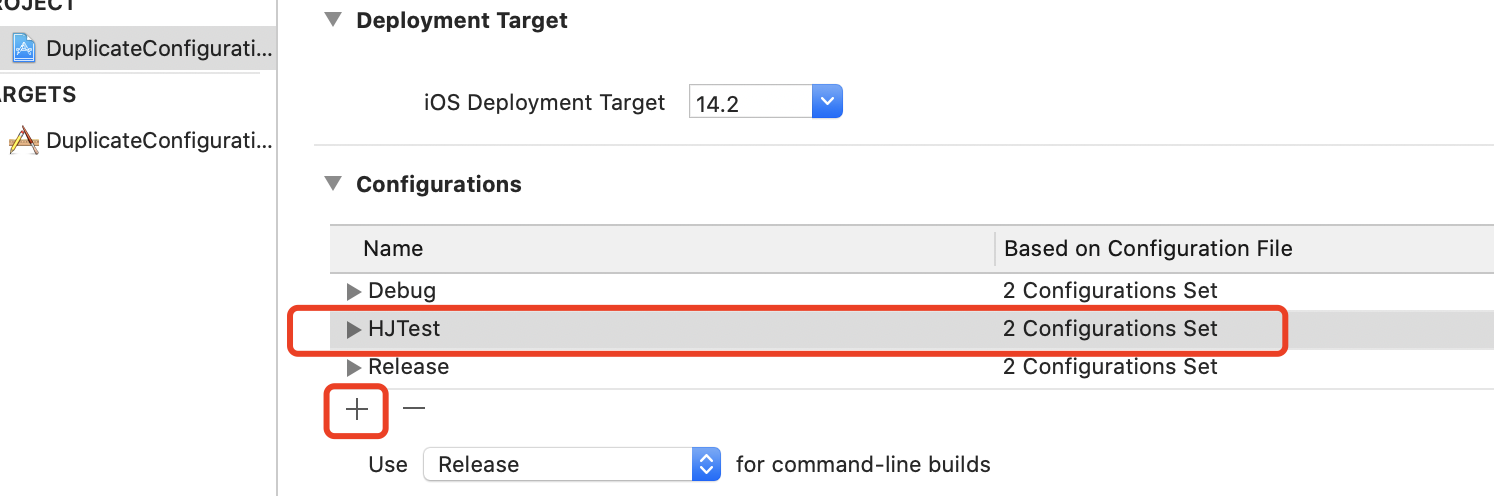 ROJECT
DuplicateConfigurati...
ARGETS
DuplicateConfigurati...
Deployment Target
iOS Deployment Target 14.2
Configurations
Name Based on Configuration File
Debug 2 Configurations Set
HJTest 2 Configurations Set
Release 2 Configurations Set
Use Release for command-line builds